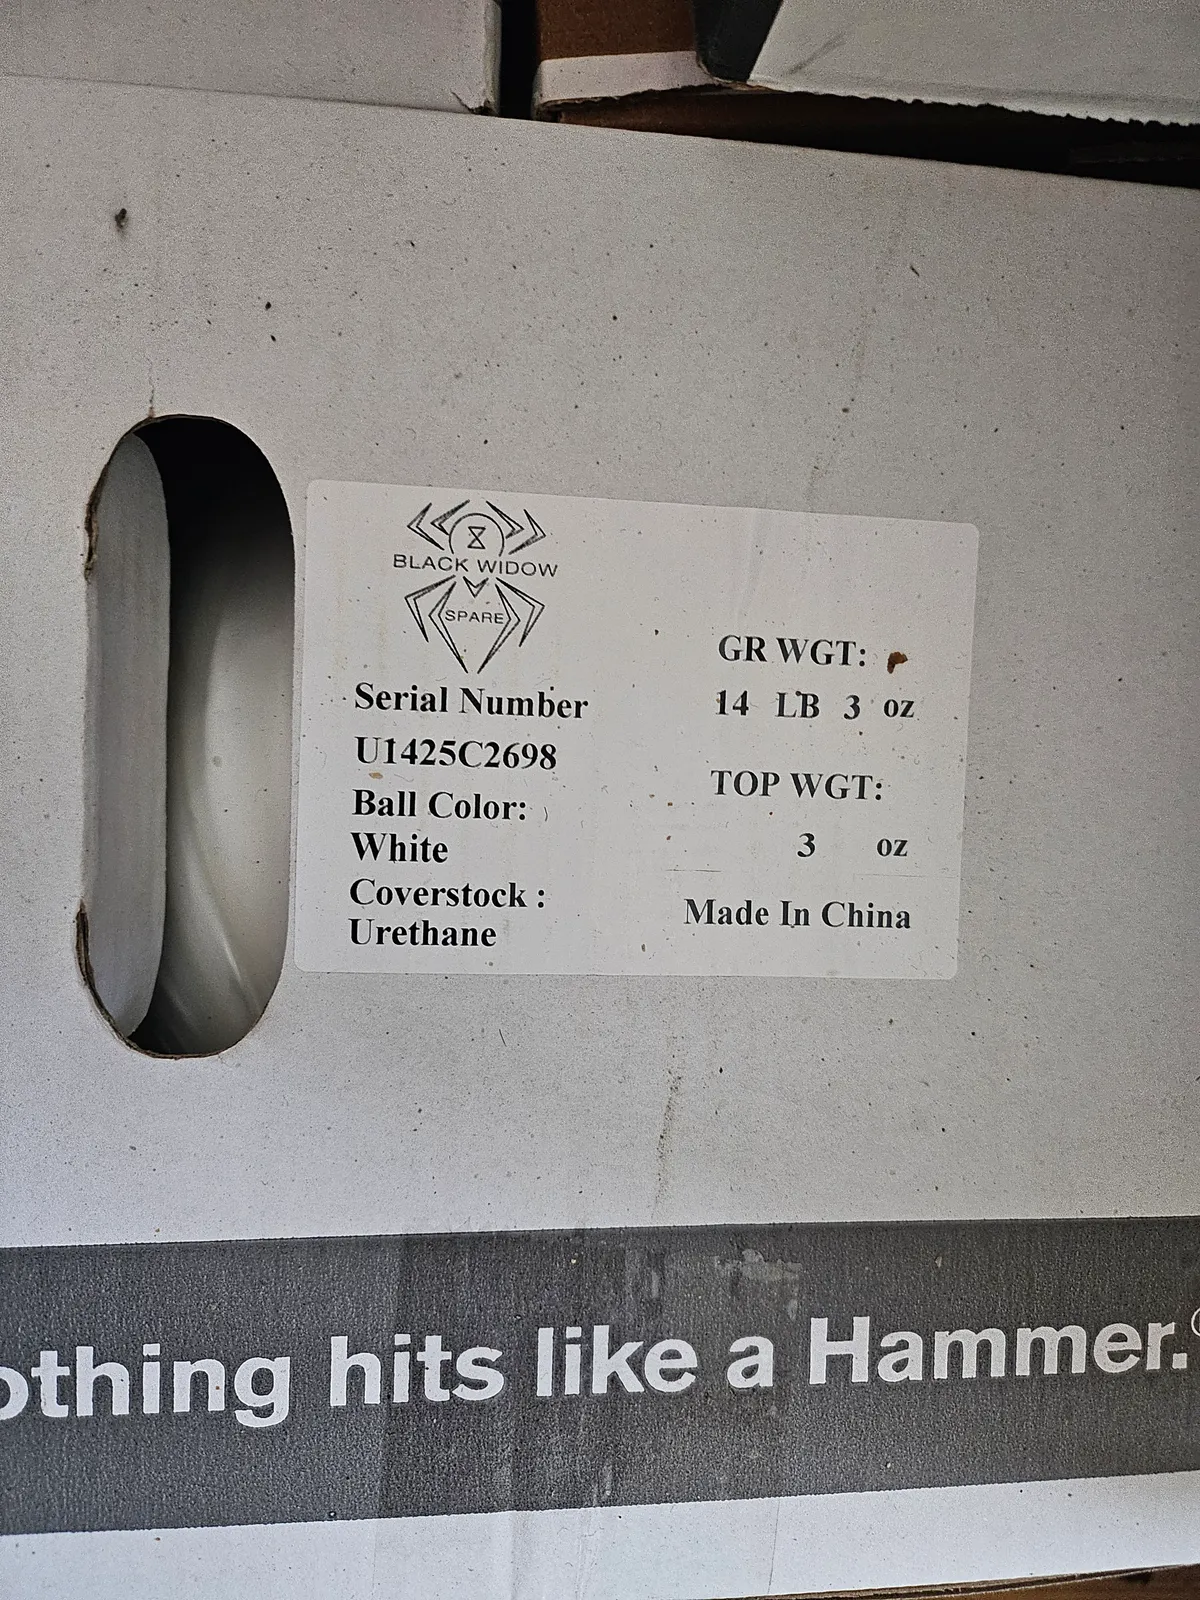 BLACK WIDOW
SPARE
Serial Number
U1425C2698
Ball Color:
White
Coverstock :
Urethane
GR WGT:
14 LB 3 oz
TOP WGT:
3 oz
Made In China
othing hits like a Hammer.